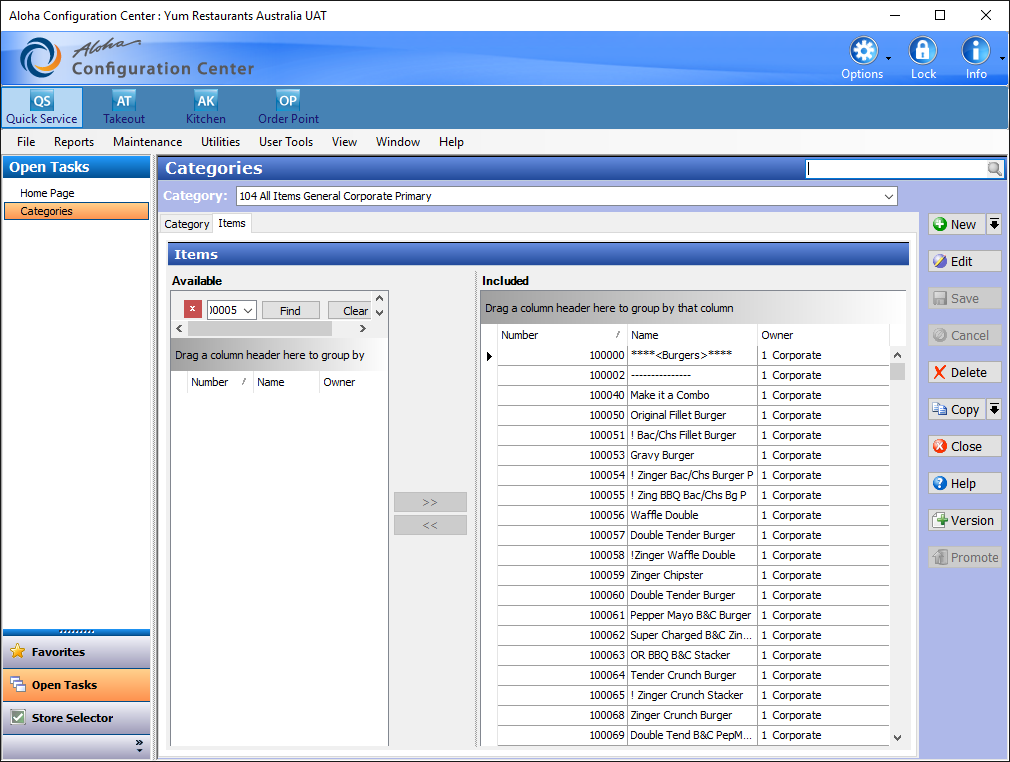 Aloha Configuration Center : Yum Restaurants Australia UAT
Aloha
Configuration Center
Options
Lock
Info
QS
Quick Service
AT
Takeout
AK
Kitchen
OP
Order Point
File Reports Maintenance Utilities User Tools View Window Help
Open Tasks
Home Page
Categories
Favorites
Open Tasks
Store Selector
Categories
Category: 104 All Items General Corporate Primary
Category Items
Items
Available
x 0005 Find Clear
Drag a column header here to group by
Number / Name Owner
>>
<<
Included
Drag a column header here to group by that column
Number / Name Owner
100000 ****<Burgers>**** 1 Corporate
100002 --------------- 1 Corporate
100040 Make it a Combo 1 Corporate
100050 Original Fillet Burger 1 Corporate
100051 ! Bac/Chs Fillet Burger 1 Corporate
100053 Gravy Burger 1 Corporate
100054 ! Zinger Bac/Chs Burger P 1 Corporate
100055 ! Zing BBQ Bac/Chs Bg P 1 Corporate
100056 Waffle Double 1 Corporate
100057 Double Tender Burger 1 Corporate
100058 !Zinger Waffle Double 1 Corporate
100059 Zinger Chipster 1 Corporate
100060 Double Tender Burger 1 Corporate
100061 Pepper Mayo B&C Burger 1 Corporate
100062 Super Charged B&C Zin... 1 Corporate
100063 OR BBQ B&C Stacker 1 Corporate
100064 Tender Crunch Burger 1 Corporate
100065 ! Zinger Crunch Stacker 1 Corporate
100068 Zinger Crunch Burger 1 Corporate
100069 Double Tend B&C PepM... 1 Corporate
New
Edit
Save
Cancel
Delete
Copy
Close
Help
Version
Promote